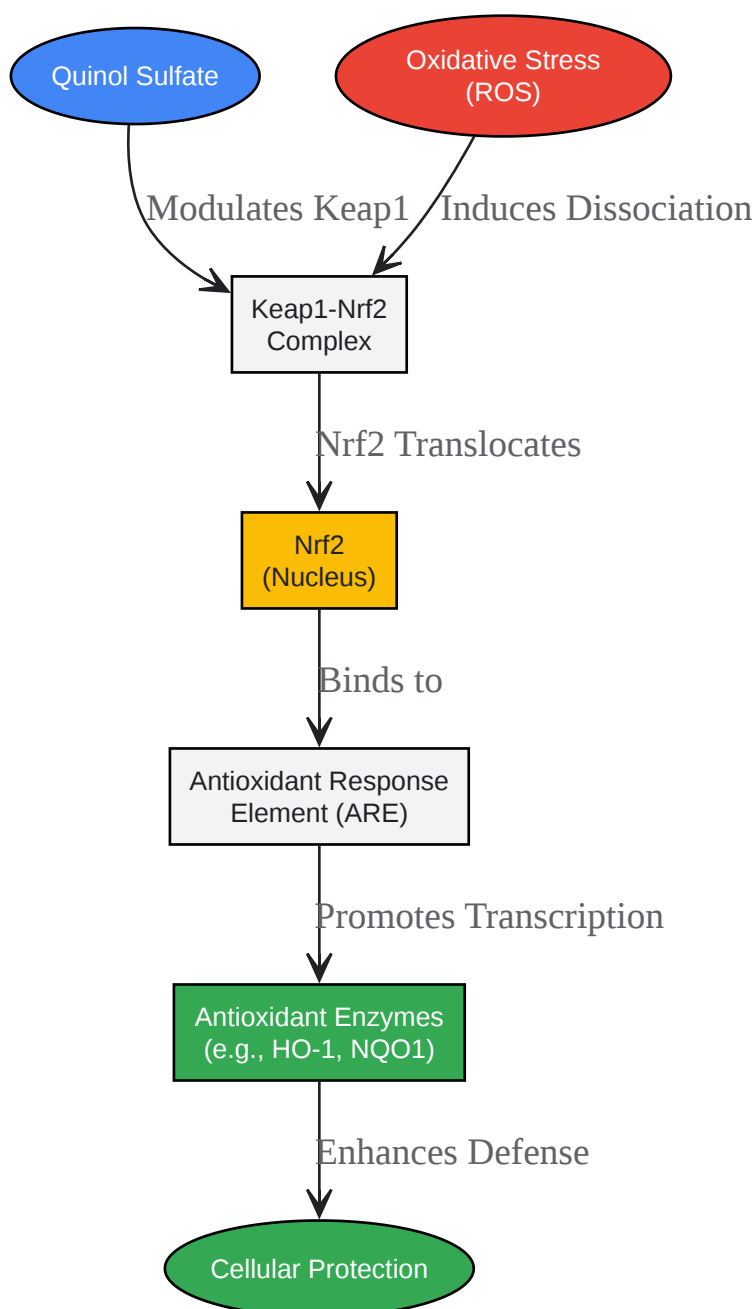 Quinol Sulfate
Oxidative Stress
(ROS)
Modulates Keap1
Induces Dissociation
Keap1-Nrf2
Complex
Nrf2 Translocates
Nrf2
(Nucleus)
Binds to
Antioxidant Response
Element (ARE)
Promotes Transcription
Antioxidant Enzymes
(e.g., HO-1, NQO1)
Enhances Defense
Cellular Protection